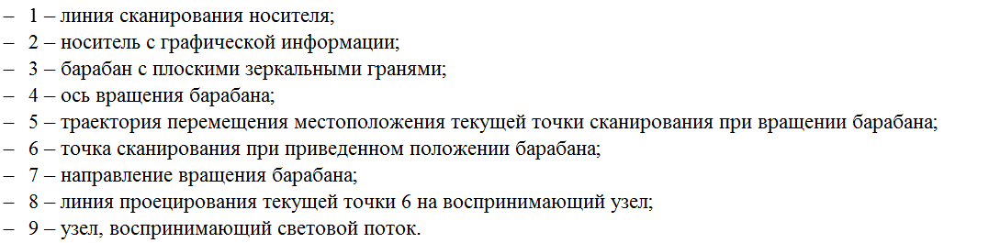 – 1 – линия сканирования носителя;
– 2 – носитель с графической информации;
– 3 – барабан с плоскими зеркальными гранями;
– 4 – ось вращения барабана;
– 5 – траектория перемещения местоположения текущей точки сканирования при вращении барабана;
– 6 – точка сканирования при приведенном положении барабана;
– 7 – направление вращения барабана;
– 8 – линия проецирования текущей точки 6 на воспринимающий узел;
– 9 – узел, воспринимающий световой поток.